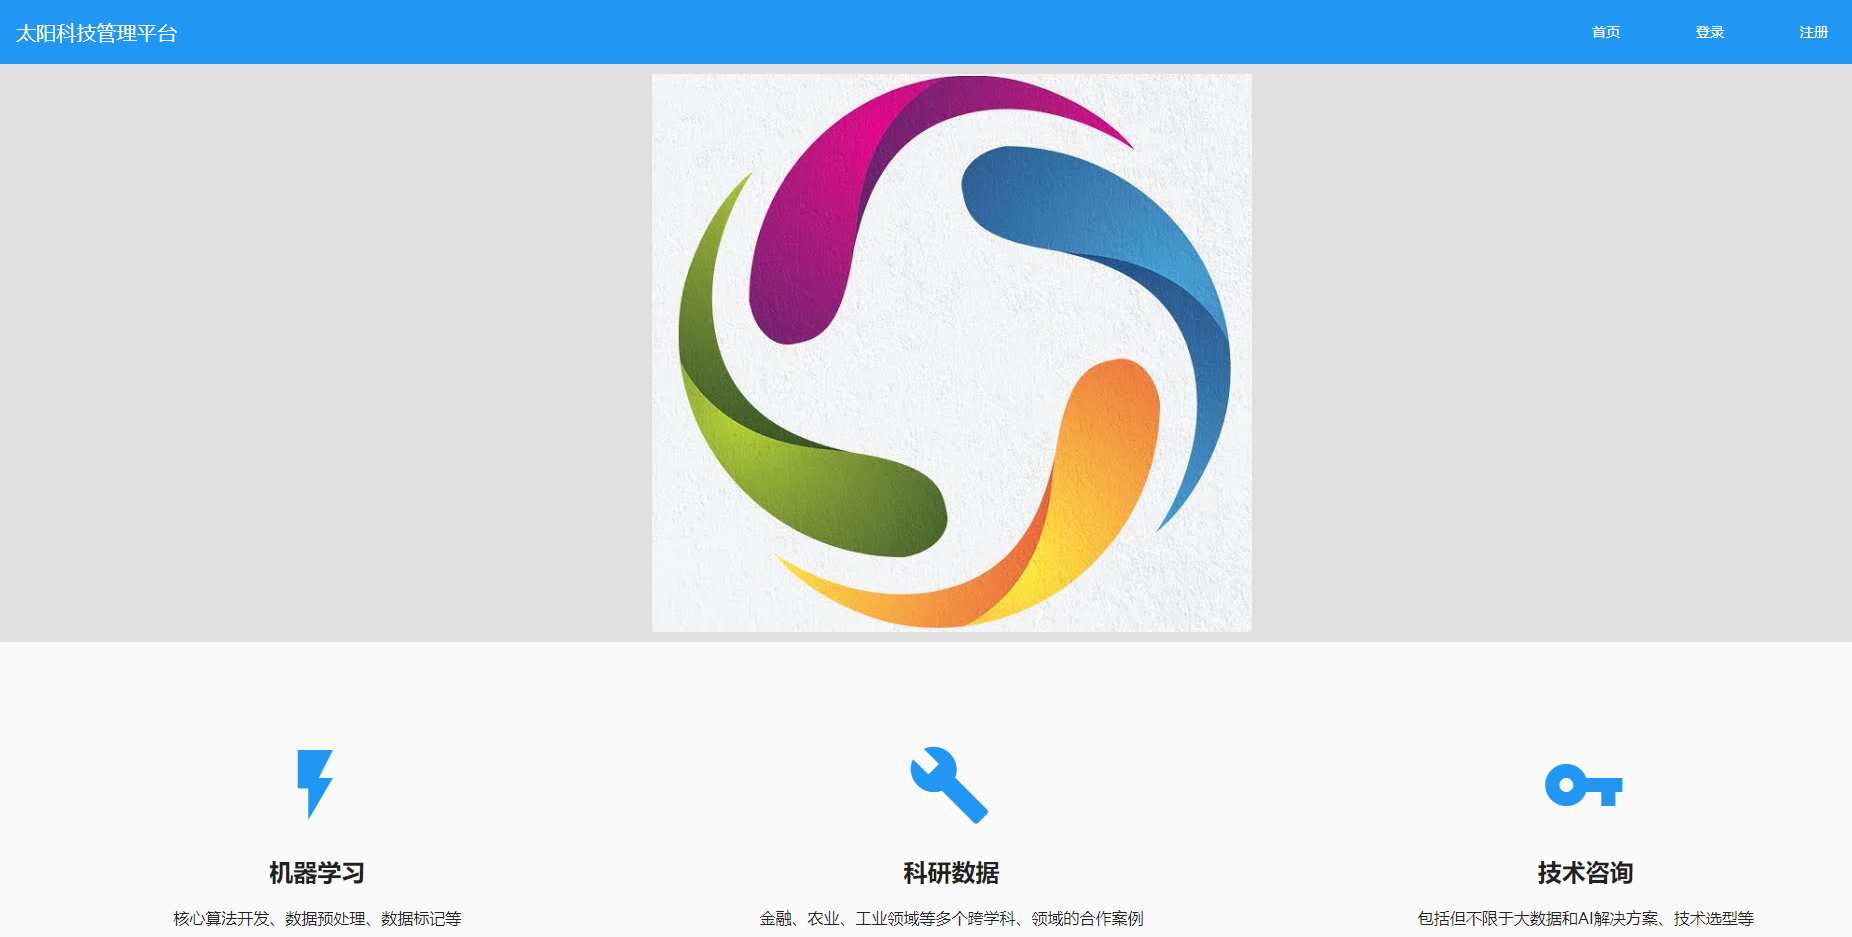 太阳科技管理平台
首页
登录
注册
机器学习
科研数据
技术咨询
核心算法开发、数据预处理、数据标记等
金融、农业、工业领域等多个跨学科、领域的合作案例
包括但不限于大数据和AI解决方案、技术选型等